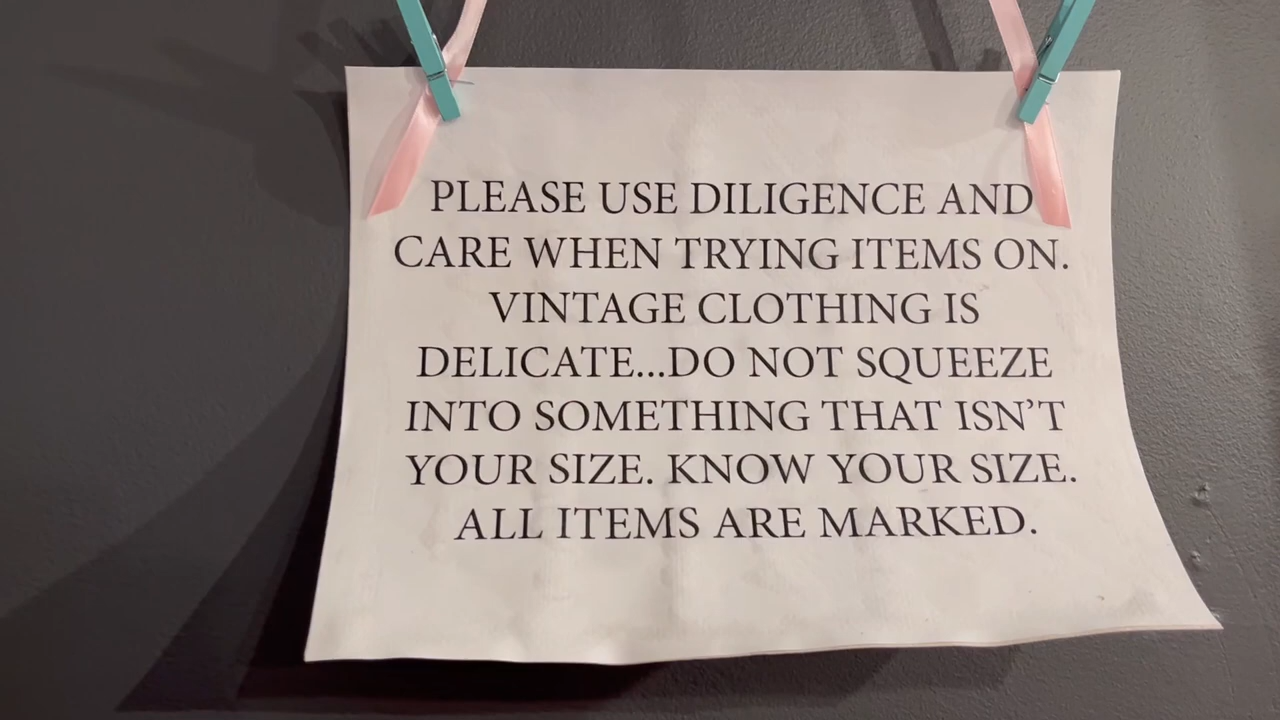 PLEASE USE DILIGENCE AND
CARE WHEN TRYING ITEMS ON.
VINTAGE CLOTHING IS
DELICATE...DO NOT SQUEEZE
INTO SOMETHING THAT ISN’T
YOUR SIZE. KNOW YOUR SIZE.
ALL ITEMS ARE MARKED.